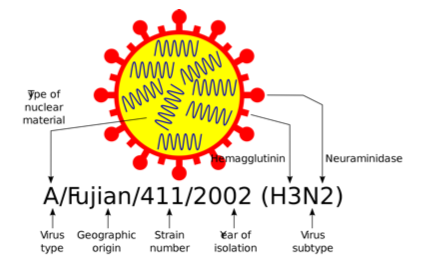 Type of
nuclear
material
Hemagglutinin
Neuraminidase
A/Fujian/411/2002 (H3N2)
Virus
type
Geographic
origin
Strain
number
Year of
isolation
Virus
subtype